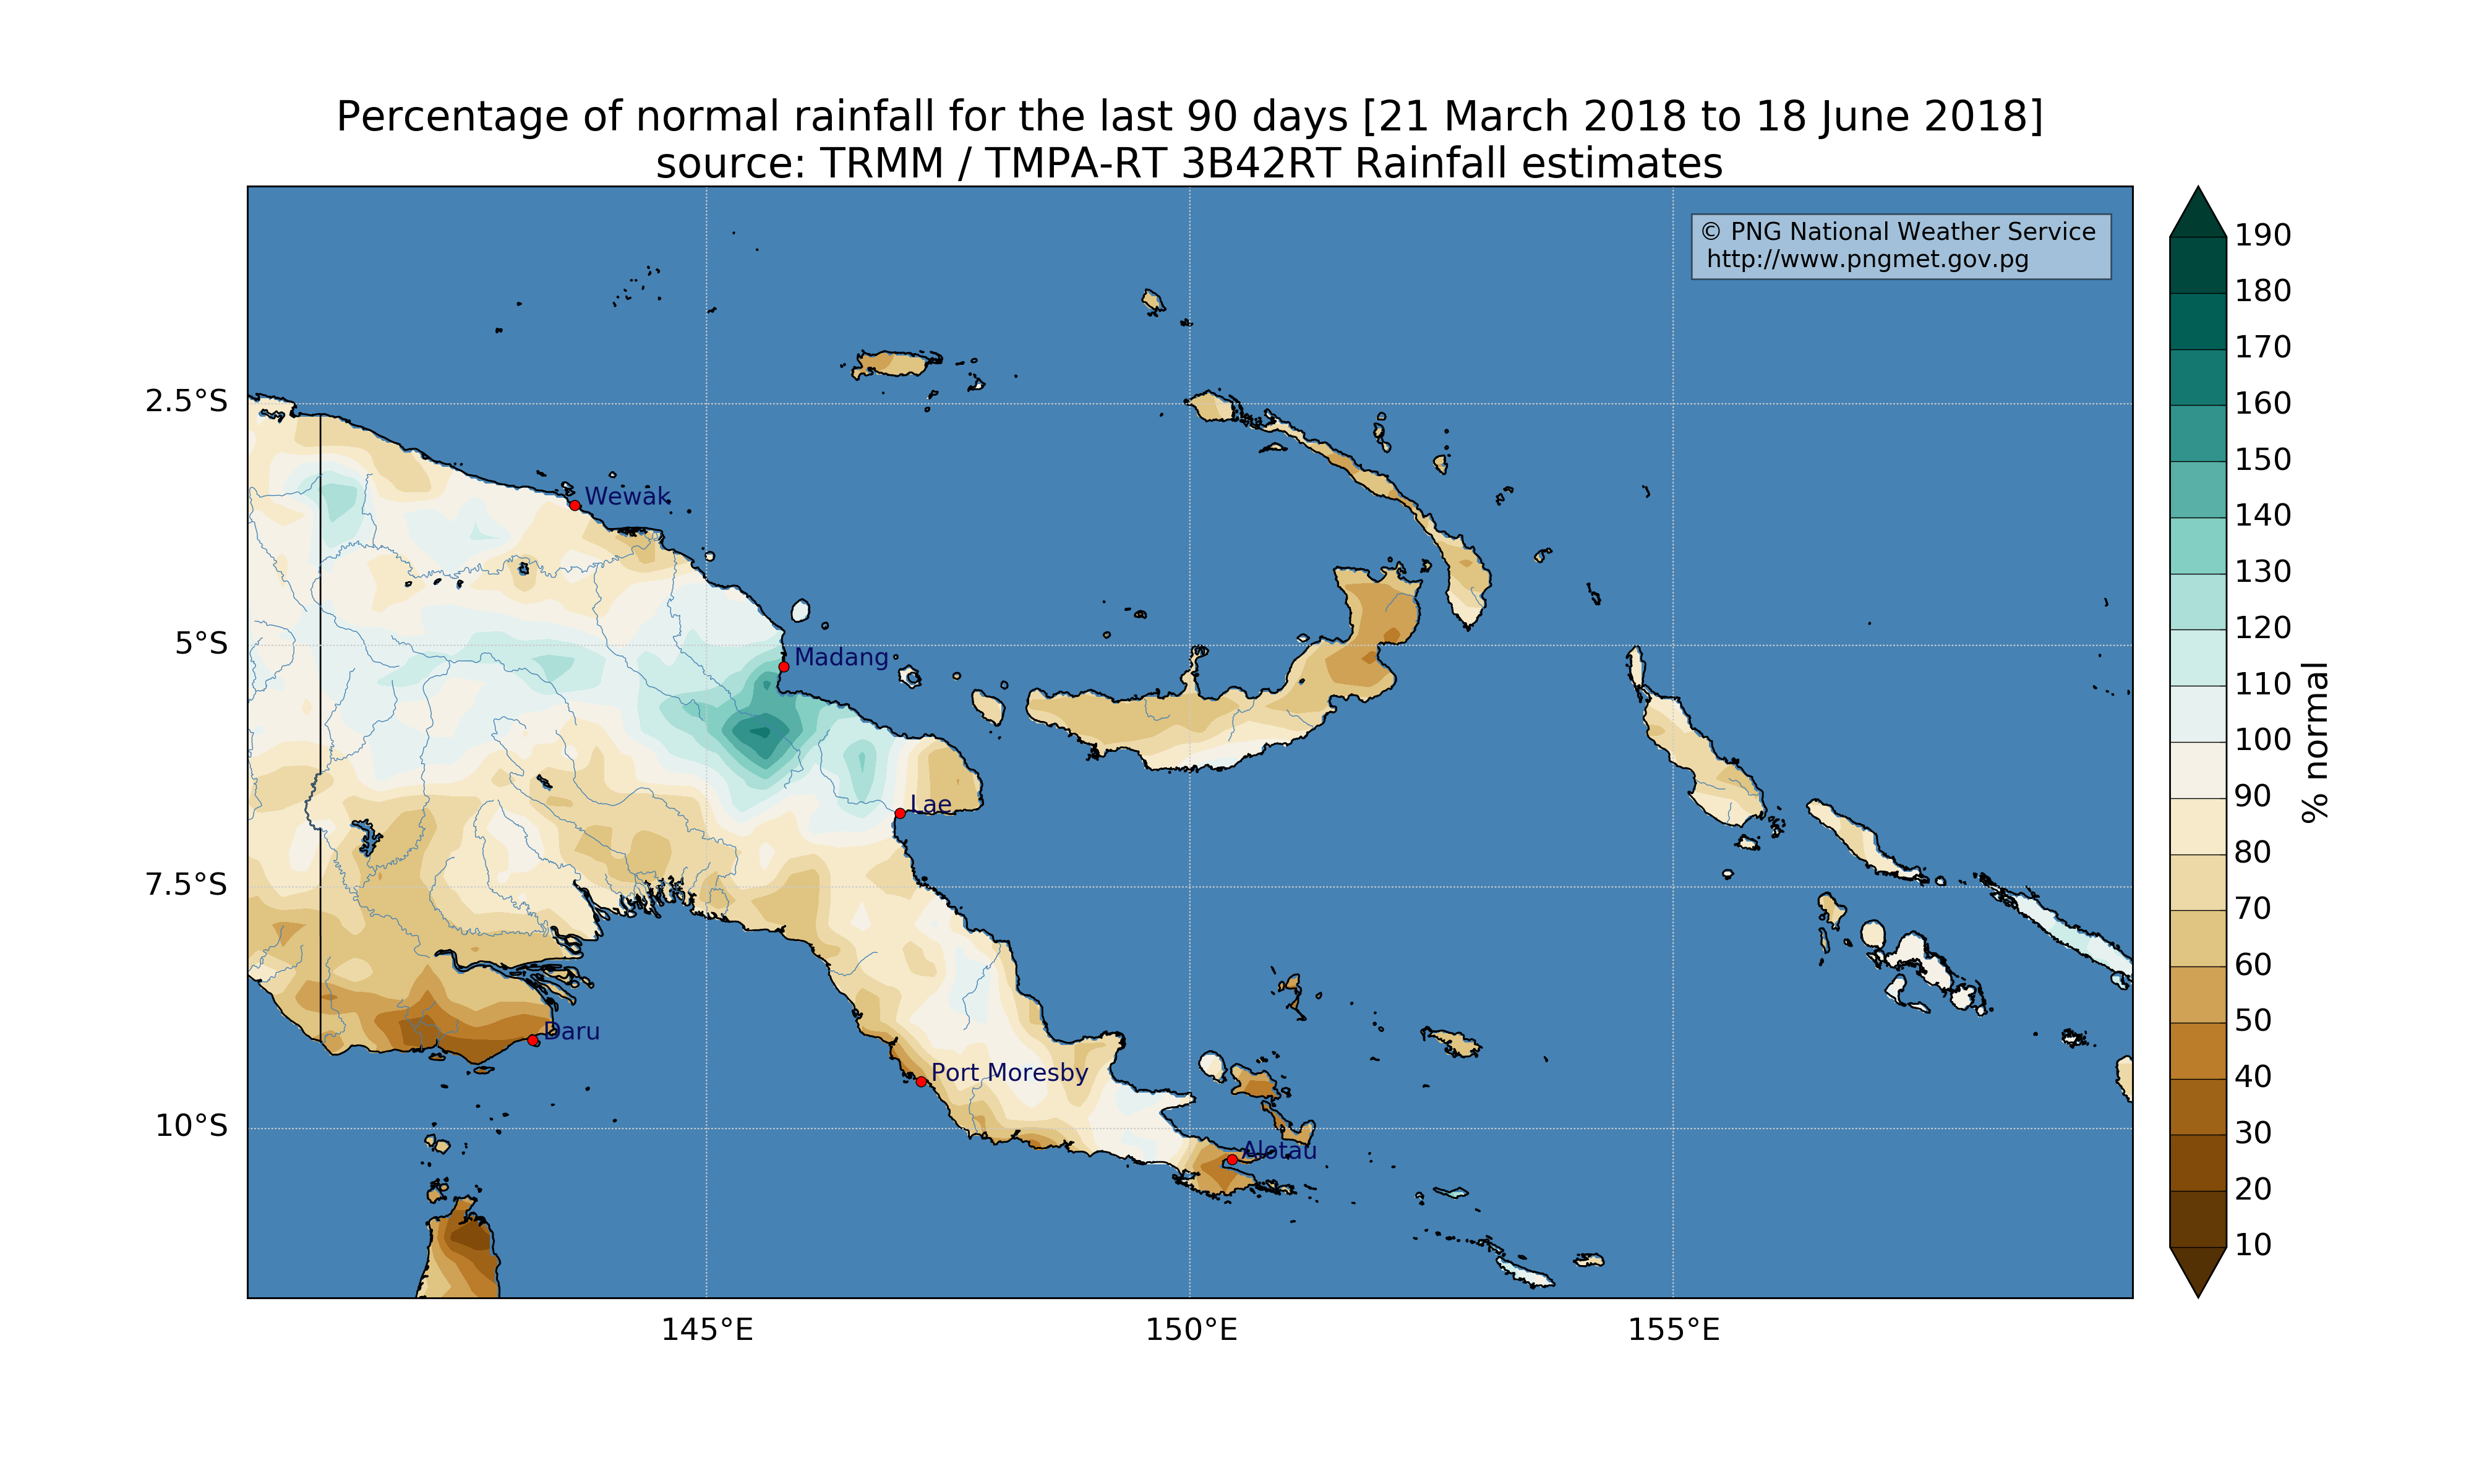 Percentage of normal rainfall for the last 90 days [21 March 2018 to 18 June 2018]
source: TRMM / TMPA-RT 3B42RT Rainfall estimates
© PNG National Weather Service
http://www.pngmet.gov.pg
2.5°S
5°S
7.5°S
10°S
Wewak
Madang
Lae
Daru
Port Moresby
Alotau
145°E
150°E
155°E
190
180
170
160
150
140
130
120
110
100
90
80
70
60
50
40
30
20
10
% normal